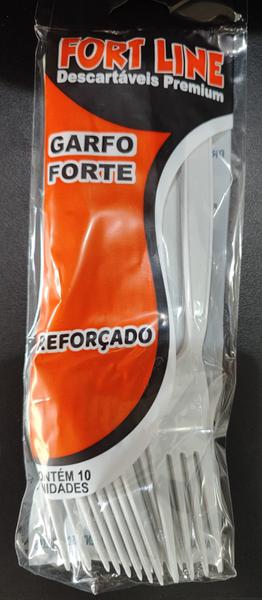 FORT LINE
Descartáveis Premium
GARFO
FORTE
REFORÇADO
CONTÉM 10
UNIDADES